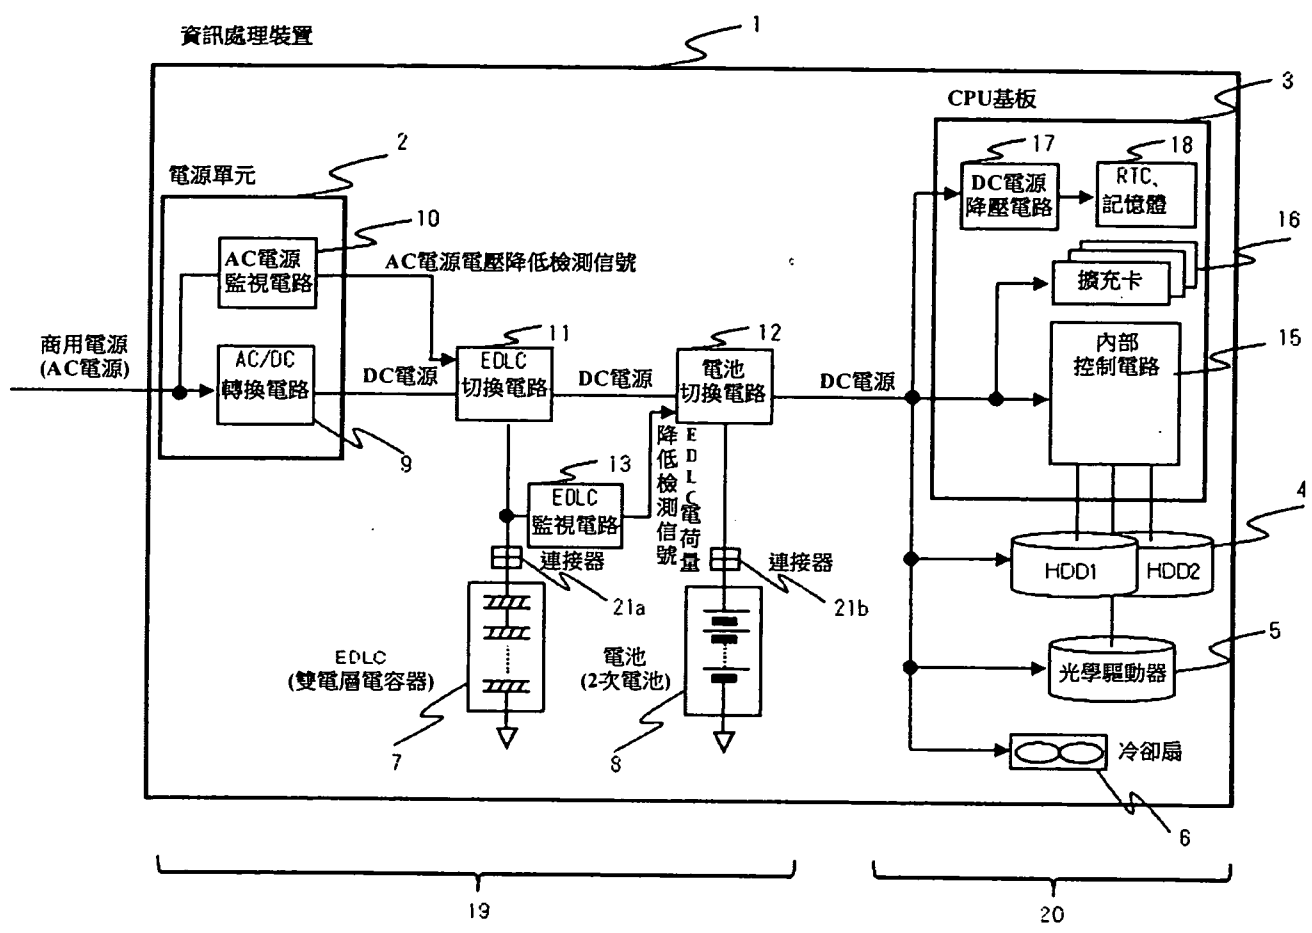 資訊處理裝置
1
CPU基板
3
電源單元
2
17
18
DC電源
降壓電路
RTC、
記憶體
10
AC電源
監視電路
AC電源電壓降低檢測信號
16
擴充卡
商用電源
(AC電源)
AC/DC
轉換電路
9
DC電源
11
EDLC
切換電路
DC電源
12
電池
切換電路
DC電源
內部
控制電路
15
EDLC電荷量
降低檢測信號
13
EDLC
監視電路
連接器
21a
連接器
21b
4
HDD1
HDD2
EDLC
(雙電層電容器)
7
電池
(2次電池)
8
5
光學驅動器
冷卻扇
6
19
20